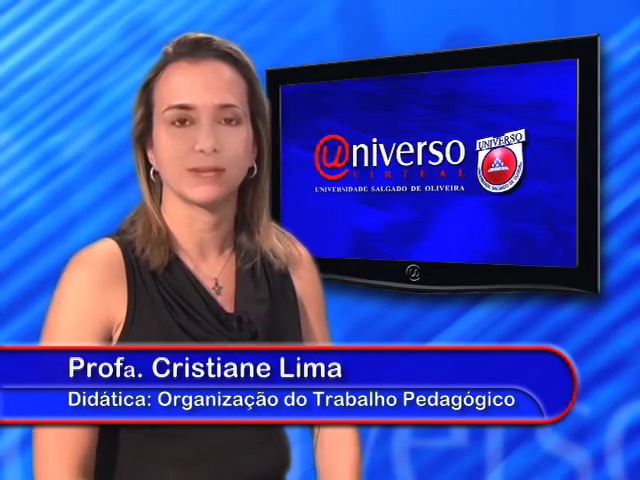 @niverso
VIRTUAL
UNIVERSIDADE SALGADO DE OLIVEIRA
UNIVERSO
Profa. Cristiane Lima
Didática: Organização do Trabalho Pedagógico